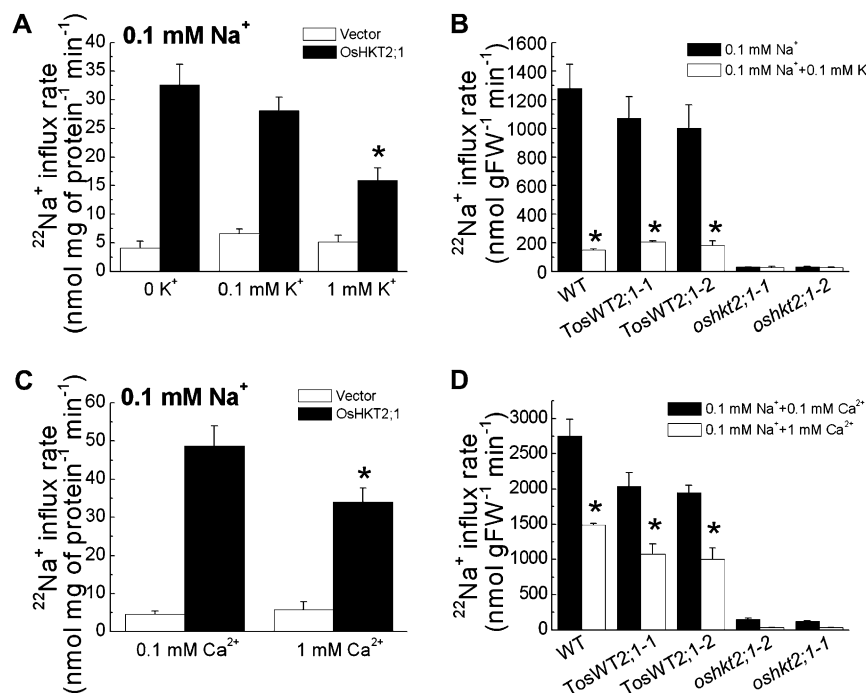 A
0.1 mM Na⁺
Vector
OsHKT2;1
²²Na⁺ influx rate
(nmol mg of protein⁻¹ min⁻¹)
40
35
30
25
20
15
10
5
0
*
0 K⁺
0.1 mM K⁺
1 mM K⁺
B
0.1 mM Na⁺
0.1 mM Na⁺+0.1 mM K
²²Na⁺ influx rate
(nmol gFW⁻¹ min⁻¹)
1600
1400
1200
1000
800
600
400
200
0
* * *
WT
TosWT2;1-1
TosWT2;1-2
oshkt2;1-1
oshkt2;1-2
C
0.1 mM Na⁺
Vector
OsHKT2;1
²²Na⁺ influx rate
(nmol mg of protein⁻¹ min⁻¹)
60
50
40
30
20
10
0
*
0.1 mM Ca²⁺
1 mM Ca²⁺
D
0.1 mM Na⁺+0.1 mM Ca²⁺
0.1 mM Na⁺+1 mM Ca²⁺
²²Na⁺ influx rate
(nmol gFW⁻¹ min⁻¹)
3000
2500
2000
1500
1000
500
0
* * *
WT
TosWT2;1-1
TosWT2;1-2
oshkt2;1-2
oshkt2;1-1